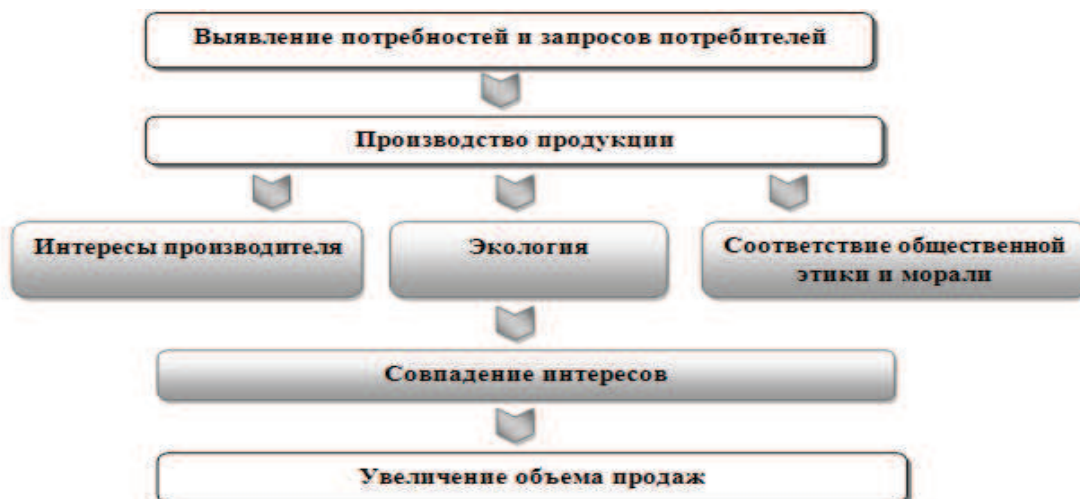 Выявление потребностей и запросов потребителей
Производство продукции
Интересы производителя
Экология
Соответствие общественной
этики и морали
Совпадение интересов
Увеличение объема продаж